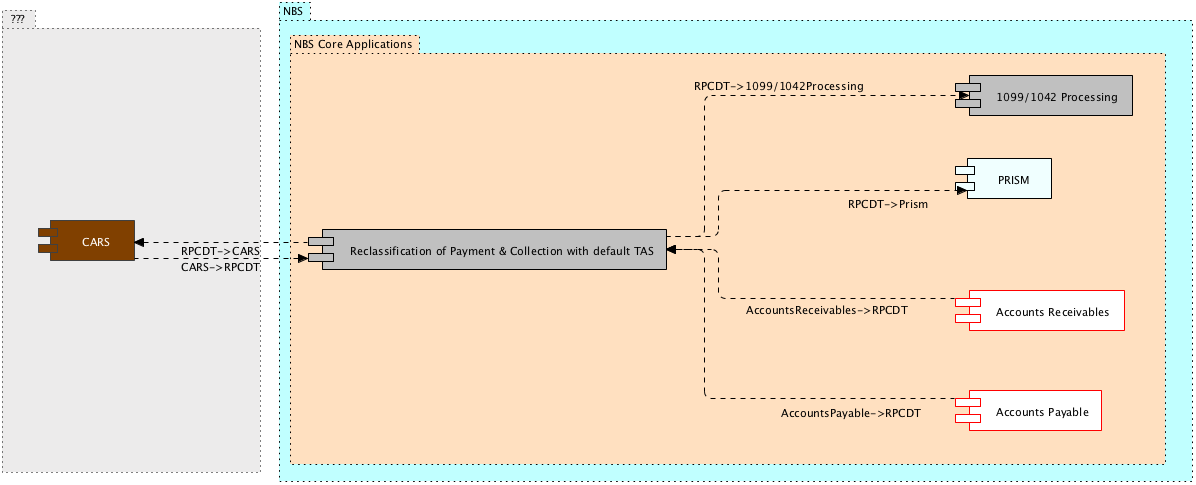 ???
NBS
NBS Core Applications
RPCDT->1099/1042Processing
1099/1042 Processing
PRISM
RPCDT->Prism
CARS
RPCDT->CARS
CARS->RPCDT
Reclassification of Payment & Collection with default TAS
AccountsReceivables->RPCDT
Accounts Receivables
AccountsPayable->RPCDT
Accounts Payable